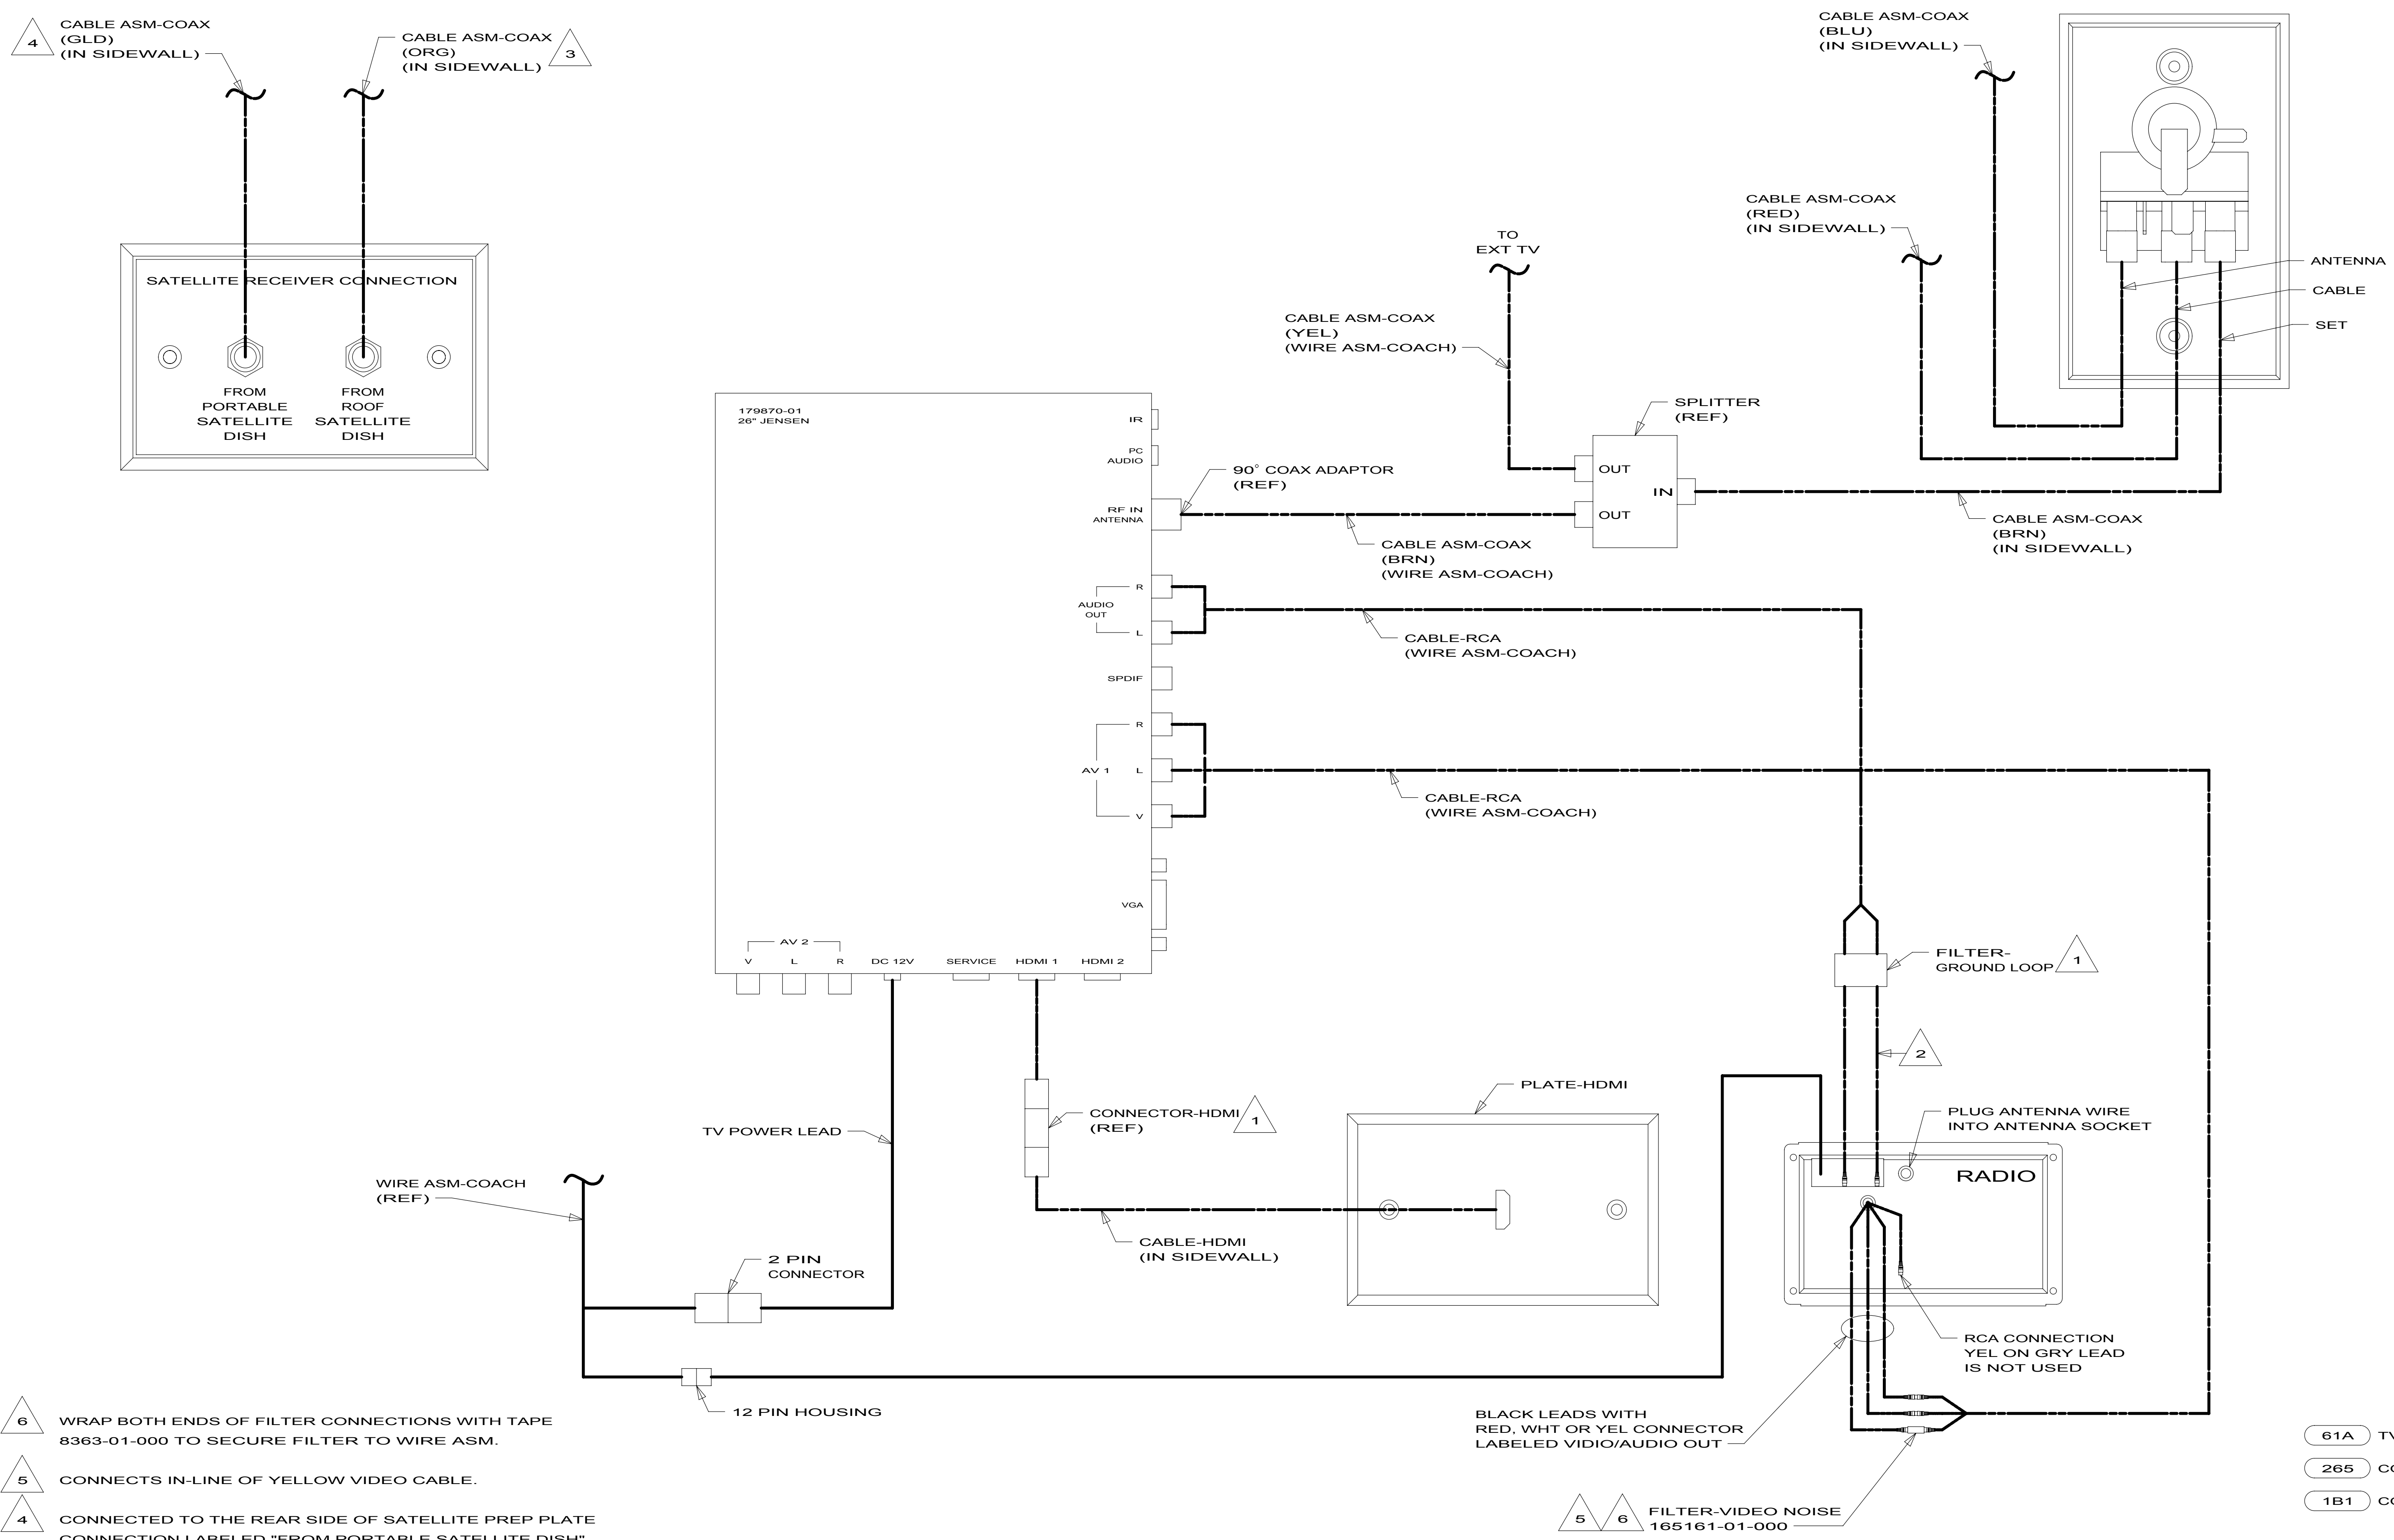 4
CABLE ASM-COAX
(GLD)
(IN SIDEWALL)
CABLE ASM-COAX
(ORG)
(IN SIDEWALL)
3
SATELLITE RECEIVER CONNECTION
FROM
PORTABLE
SATELLITE
DISH
FROM
ROOF
SATELLITE
DISH
CABLE ASM-COAX
(BLU)
(IN SIDEWALL)
CABLE ASM-COAX
(RED)
(IN SIDEWALL)
ANTENNA
CABLE
SET
TO
EXT TV
CABLE ASM-COAX
(YEL)
(WIRE ASM-COACH)
SPLITTER
(REF)
OUT
IN
OUT
90° COAX ADAPTOR
(REF)
CABLE ASM-COAX
(BRN)
(WIRE ASM-COACH)
CABLE ASM-COAX
(BRN)
(IN SIDEWALL)
179870-01
26" JENSEN
IR
PC
AUDIO
RF IN
ANTENNA
R
AUDIO
OUT
L
SPDIF
R
AV 1
L
V
VGA
AV 2
V
L
R
DC 12V
SERVICE
HDMI 1
HDMI 2
CABLE-RCA
(WIRE ASM-COACH)
CABLE-RCA
(WIRE ASM-COACH)
FILTER-
GROUND LOOP
1
2
PLUG ANTENNA WIRE
INTO ANTENNA SOCKET
RADIO
PLATE-HDMI
CONNECTOR-HDMI
(REF)
1
TV POWER LEAD
WIRE ASM-COACH
(REF)
CABLE-HDMI
(IN SIDEWALL)
2 PIN
CONNECTOR
12 PIN HOUSING
RCA CONNECTION
YEL ON GRY LEAD
IS NOT USED
BLACK LEADS WITH
RED, WHT OR YEL CONNECTOR
LABELED VIDIO/AUDIO OUT
5
6
FILTER-VIDEO NOISE
165161-01-000
6
WRAP BOTH ENDS OF FILTER CONNECTIONS WITH TAPE
8363-01-000 TO SECURE FILTER TO WIRE ASM.
5
CONNECTS IN-LINE OF YELLOW VIDEO CABLE.
4
CONNECTED TO THE REAR SIDE OF SATELLITE PREP PLATE
CONNECTION LABELED "FROM PORTABLE SATELLITE DISH"
61A
265
1B1